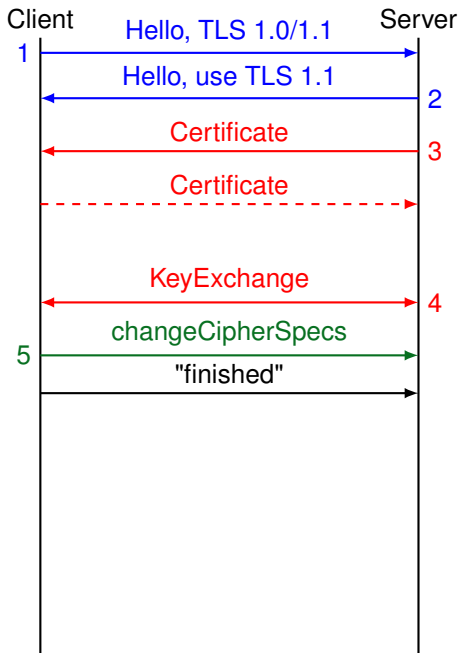 Client Server
Hello, TLS 1.0/1.1
1
Hello, use TLS 1.1
2
Certificate
3
Certificate
KeyExchange
4
changeCipherSpecs
5
"finished"